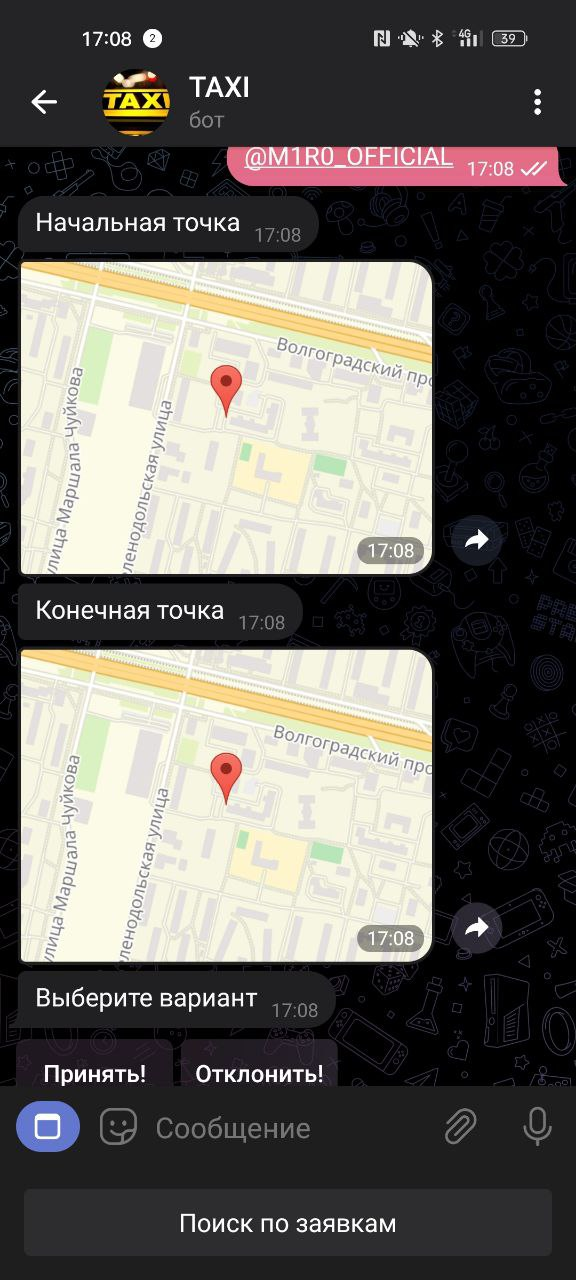 17:08 2 4G 39
TAXI
TAXI
бот
@M1R0_OFFICIAL 17:08
Начальная точка 17:08
Волгоградский про
улица Маршала Чуйкова
леноdольская улица
17:08
Конечная точка 17:08
Волгоградский про
улица Маршала Чуйкова
ленодольская улица
17:08
Выберите вариант 17:08
Принять! Отклонить!
Сообщение
Поиск по заявкам